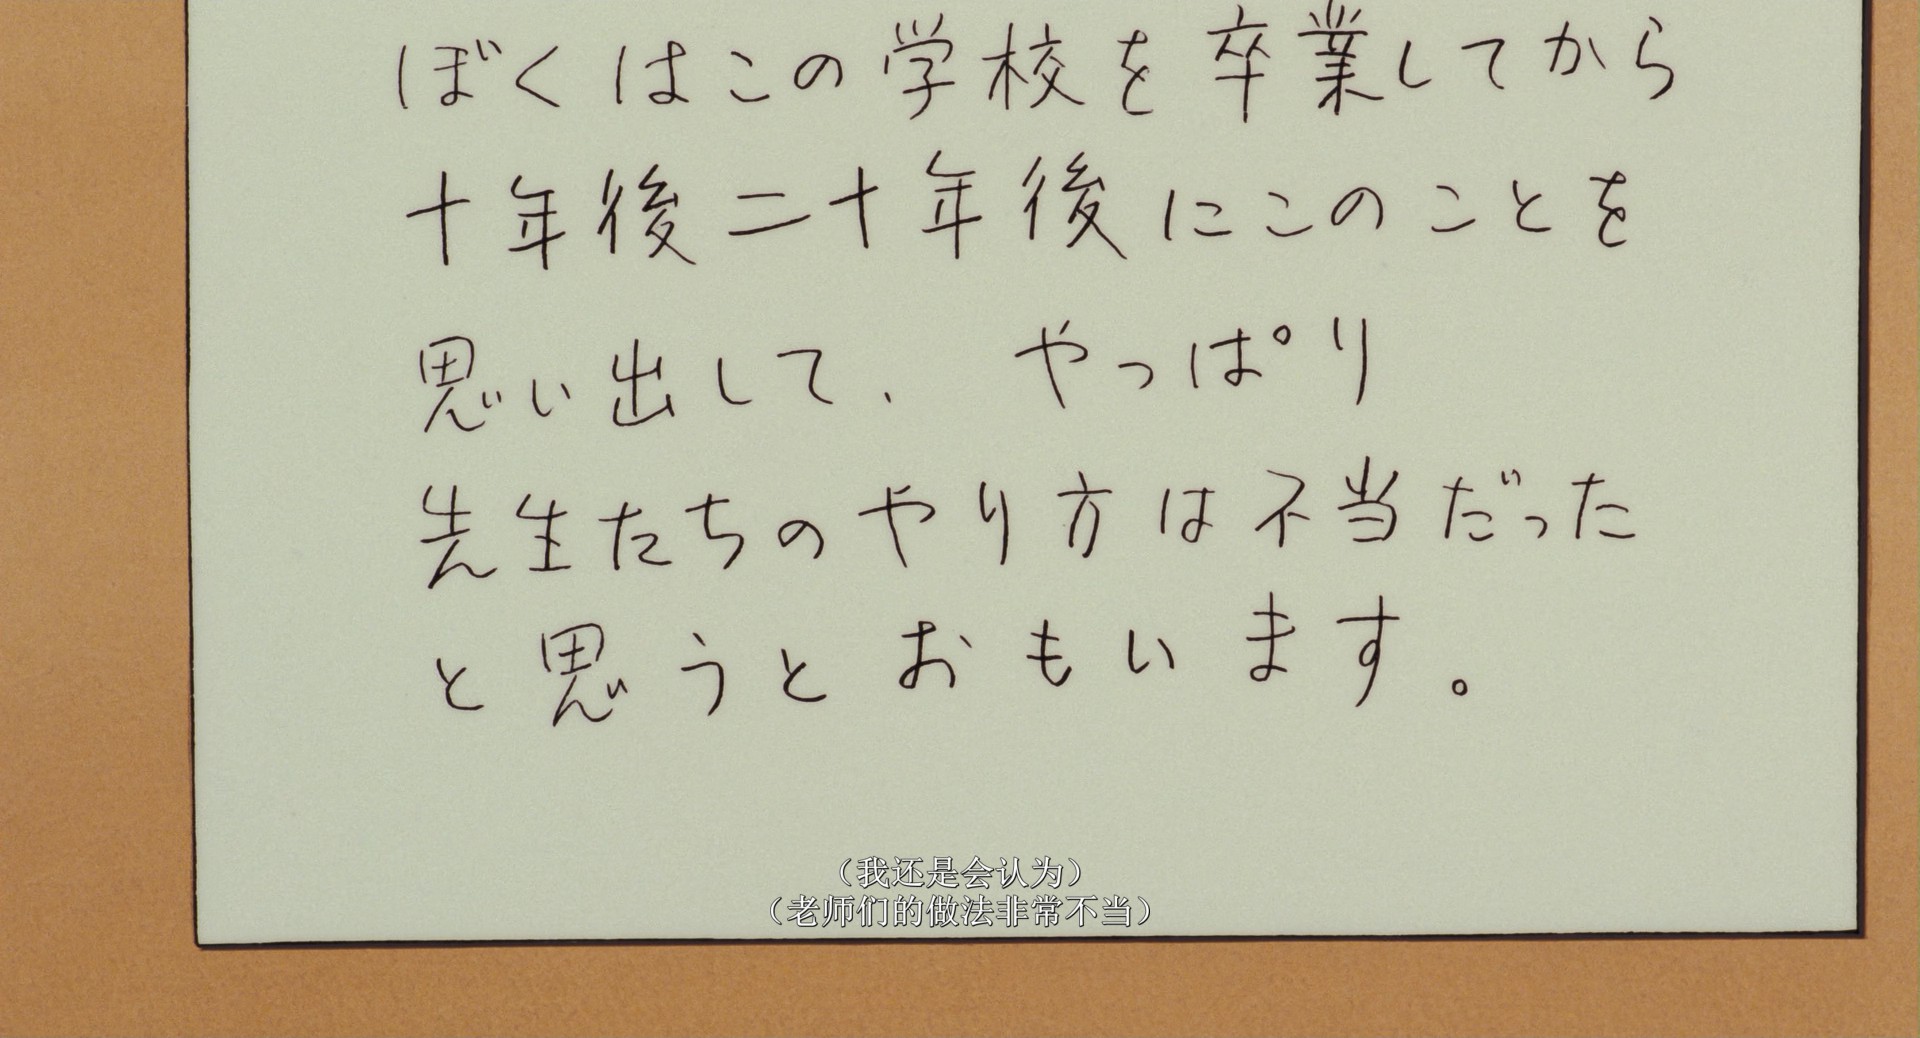 ぼくはこの学校を卒業してから
十年後二十年後にこのことを
思い出して、 やっぱり
先生たちのやり方は不当だった
と思うとおもいます。
（我还是会认为）
（老师们的做法非常不当）